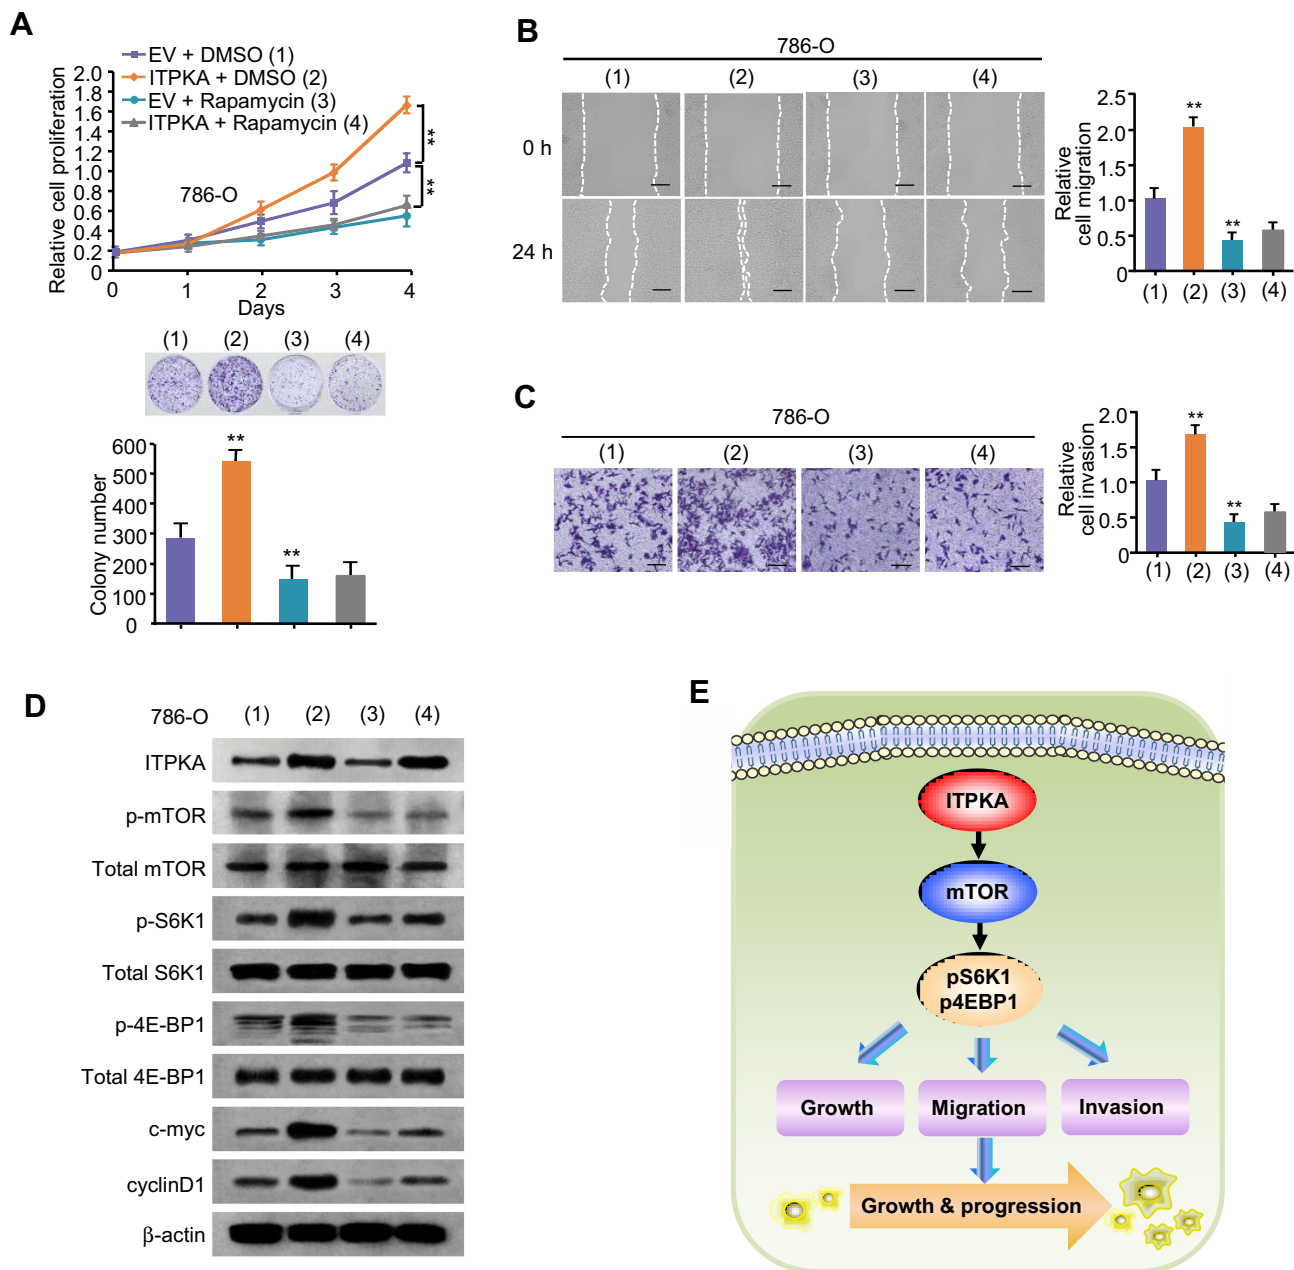 A
EV + DMSO (1)
ITPKA + DMSO (2)
EV + Rapamycin (3)
ITPKA + Rapamycin (4)
Relative cell proliferation
2.0
1.8
1.6
1.4
1.2
1.0
0.8
0.6
0.4
0.2
0
786-O
**
**
0 1 2 3 4
Days
(1) (2) (3) (4)
Colony number
600
500
400
300
200
100
0
**
**
B
786-O
(1) (2) (3) (4)
0 h
24 h
Relative
cell migration
2.5
2.0
1.5
1.0
0.5
0
**
**
(1) (2) (3) (4)
C
786-O
(1) (2) (3) (4)
Relative
cell invasion
2.0
1.5
1.0
0.5
0
**
**
(1) (2) (3) (4)
D
786-O (1) (2) (3) (4)
ITPKA
p-mTOR
Total mTOR
p-S6K1
Total S6K1
p-4E-BP1
Total 4E-BP1
c-myc
cyclinD1
β-actin
E
ITPKA
mTOR
pS6K1
p4EBP1
Growth Migration Invasion
Growth & progression